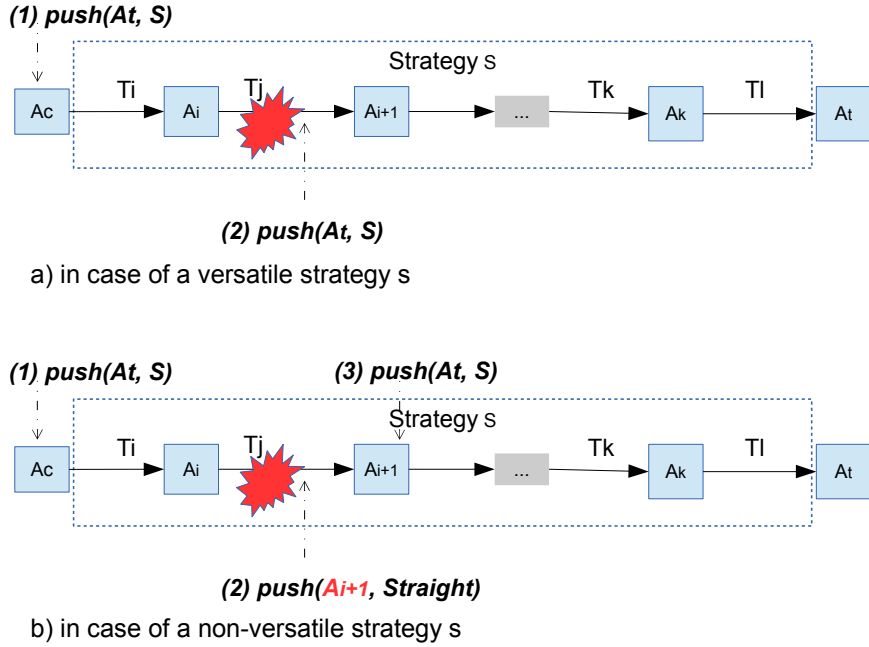 (1) push(At, S)
Strategy s
Ti
Tj
Tk
Tl
Ac
Ai
Ai+1
...
Ak
At
(2) push(At, S)
a) in case of a versatile strategy s
(1) push(At, S)
(3) push(At, S)
Strategy s
Ti
Tj
Tk
Tl
Ac
Ai
Ai+1
...
Ak
At
(2) push(Ai+1, Straight)
b) in case of a non-versatile strategy s